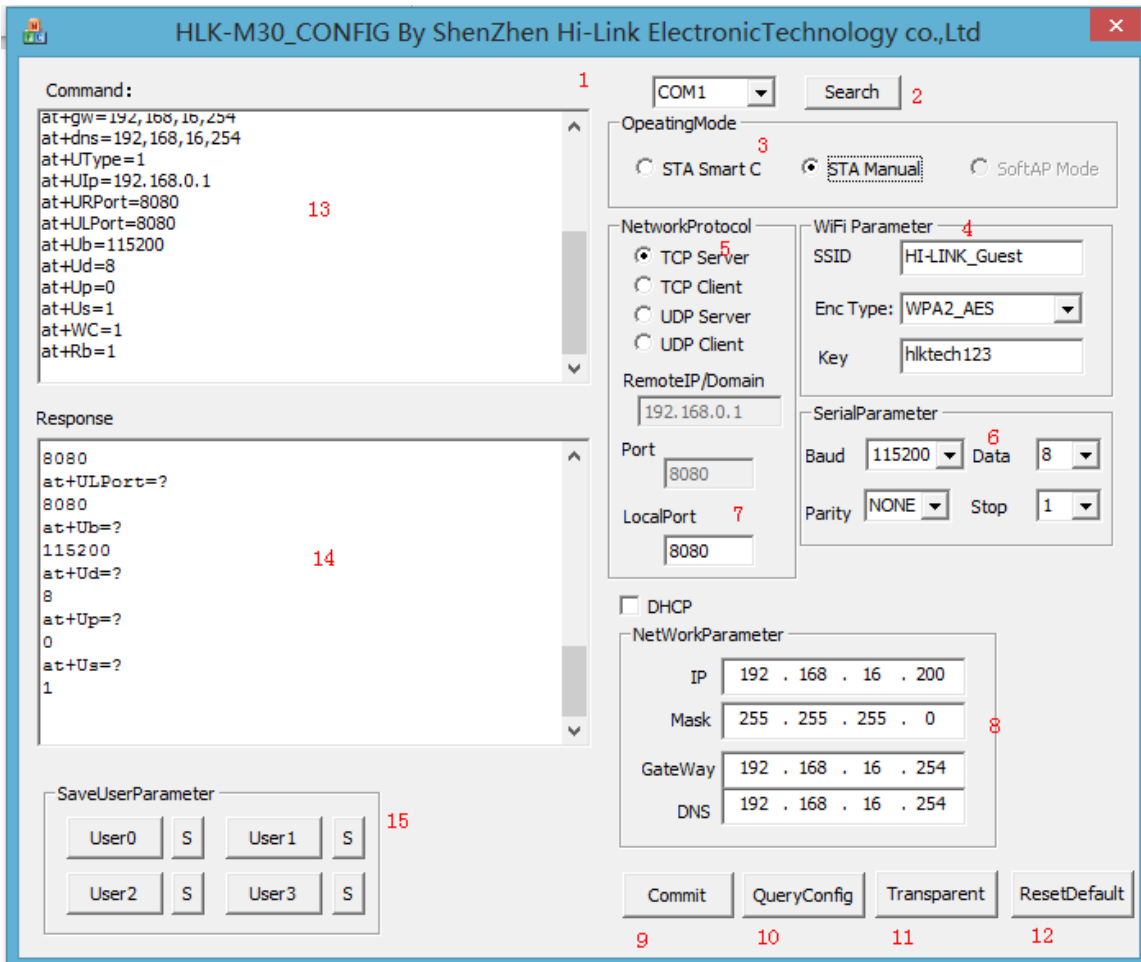 HLK-M30_CONFIG By ShenZhen Hi-Link ElectronicTechnology co.,Ltd
Command:
at+gw=192,168,16,254
at+dns=192,168,16,254
at+UType=1
at+UIp=192.168.0.1
at+URPort=8080
at+ULPort=8080
at+Ub=115200
at+Ud=8
at+Up=0
at+Us=1
at+WC=1
at+Rb=1
13
Response
8080
at+ULPort=?
8080
at+Ub=?
115200
at+Ud=?
8
at+Up=?
0
at+Us=?
1
14
SaveUserParameter
User0 S User1 S
User2 S User3 S
15
1 COM1 Search 2
OpeatingMode
3
STA Smart C STA Manual SoftAP Mode
NetworkProtocol
5
TCP Server
TCP Client
UDP Server
UDP Client
RemoteIP/Domain
192.168.0.1
Port
8080
LocalPort 7
8080
WiFi Parameter 4
SSID HI-LINK_Guest
Enc Type: WPA2_AES
Key hlktech123
SerialParameter
6
Baud 115200 Data 8
Parity NONE Stop 1
DHCP
NetWorkParameter
IP 192 . 168 . 16 . 200
Mask 255 . 255 . 255 . 0
8
GateWay 192 . 168 . 16 . 254
DNS 192 . 168 . 16 . 254
Commit QueryConfig Transparent ResetDefault
9 10 11 12